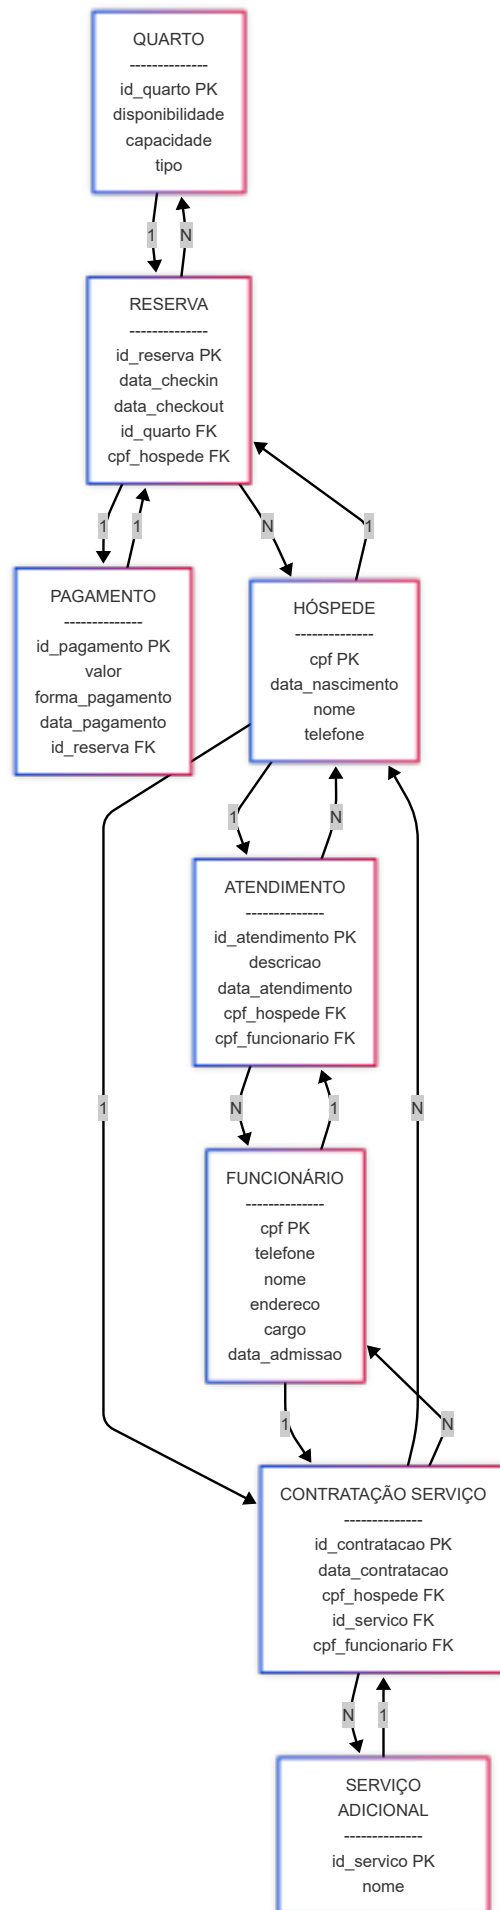 QUARTO
--------------
id_quarto PK
disponibilidade
capacidade
tipo
1
N
RESERVA
--------------
id_reserva PK
data_checkin
data_checkout
id_quarto FK
cpf_hospede FK
1
1
N
1
PAGAMENTO
--------------
id_pagamento PK
valor
forma_pagamento
data_pagamento
id_reserva FK
HÓSPEDE
--------------
cpf PK
data_nascimento
nome
telefone
1
N
ATENDIMENTO
--------------
id_atendimento PK
descricao
data_atendimento
cpf_hospede FK
cpf_funcionario FK
1
N
1
N
FUNCIONÁRIO
--------------
cpf PK
telefone
nome
endereco
cargo
data_admissao
1
N
CONTRATAÇÃO SERVIÇO
--------------
id_contratacao PK
data_contratacao
cpf_hospede FK
id_servico FK
cpf_funcionario FK
N
1
SERVIÇO
ADICIONAL
--------------
id_servico PK
nome